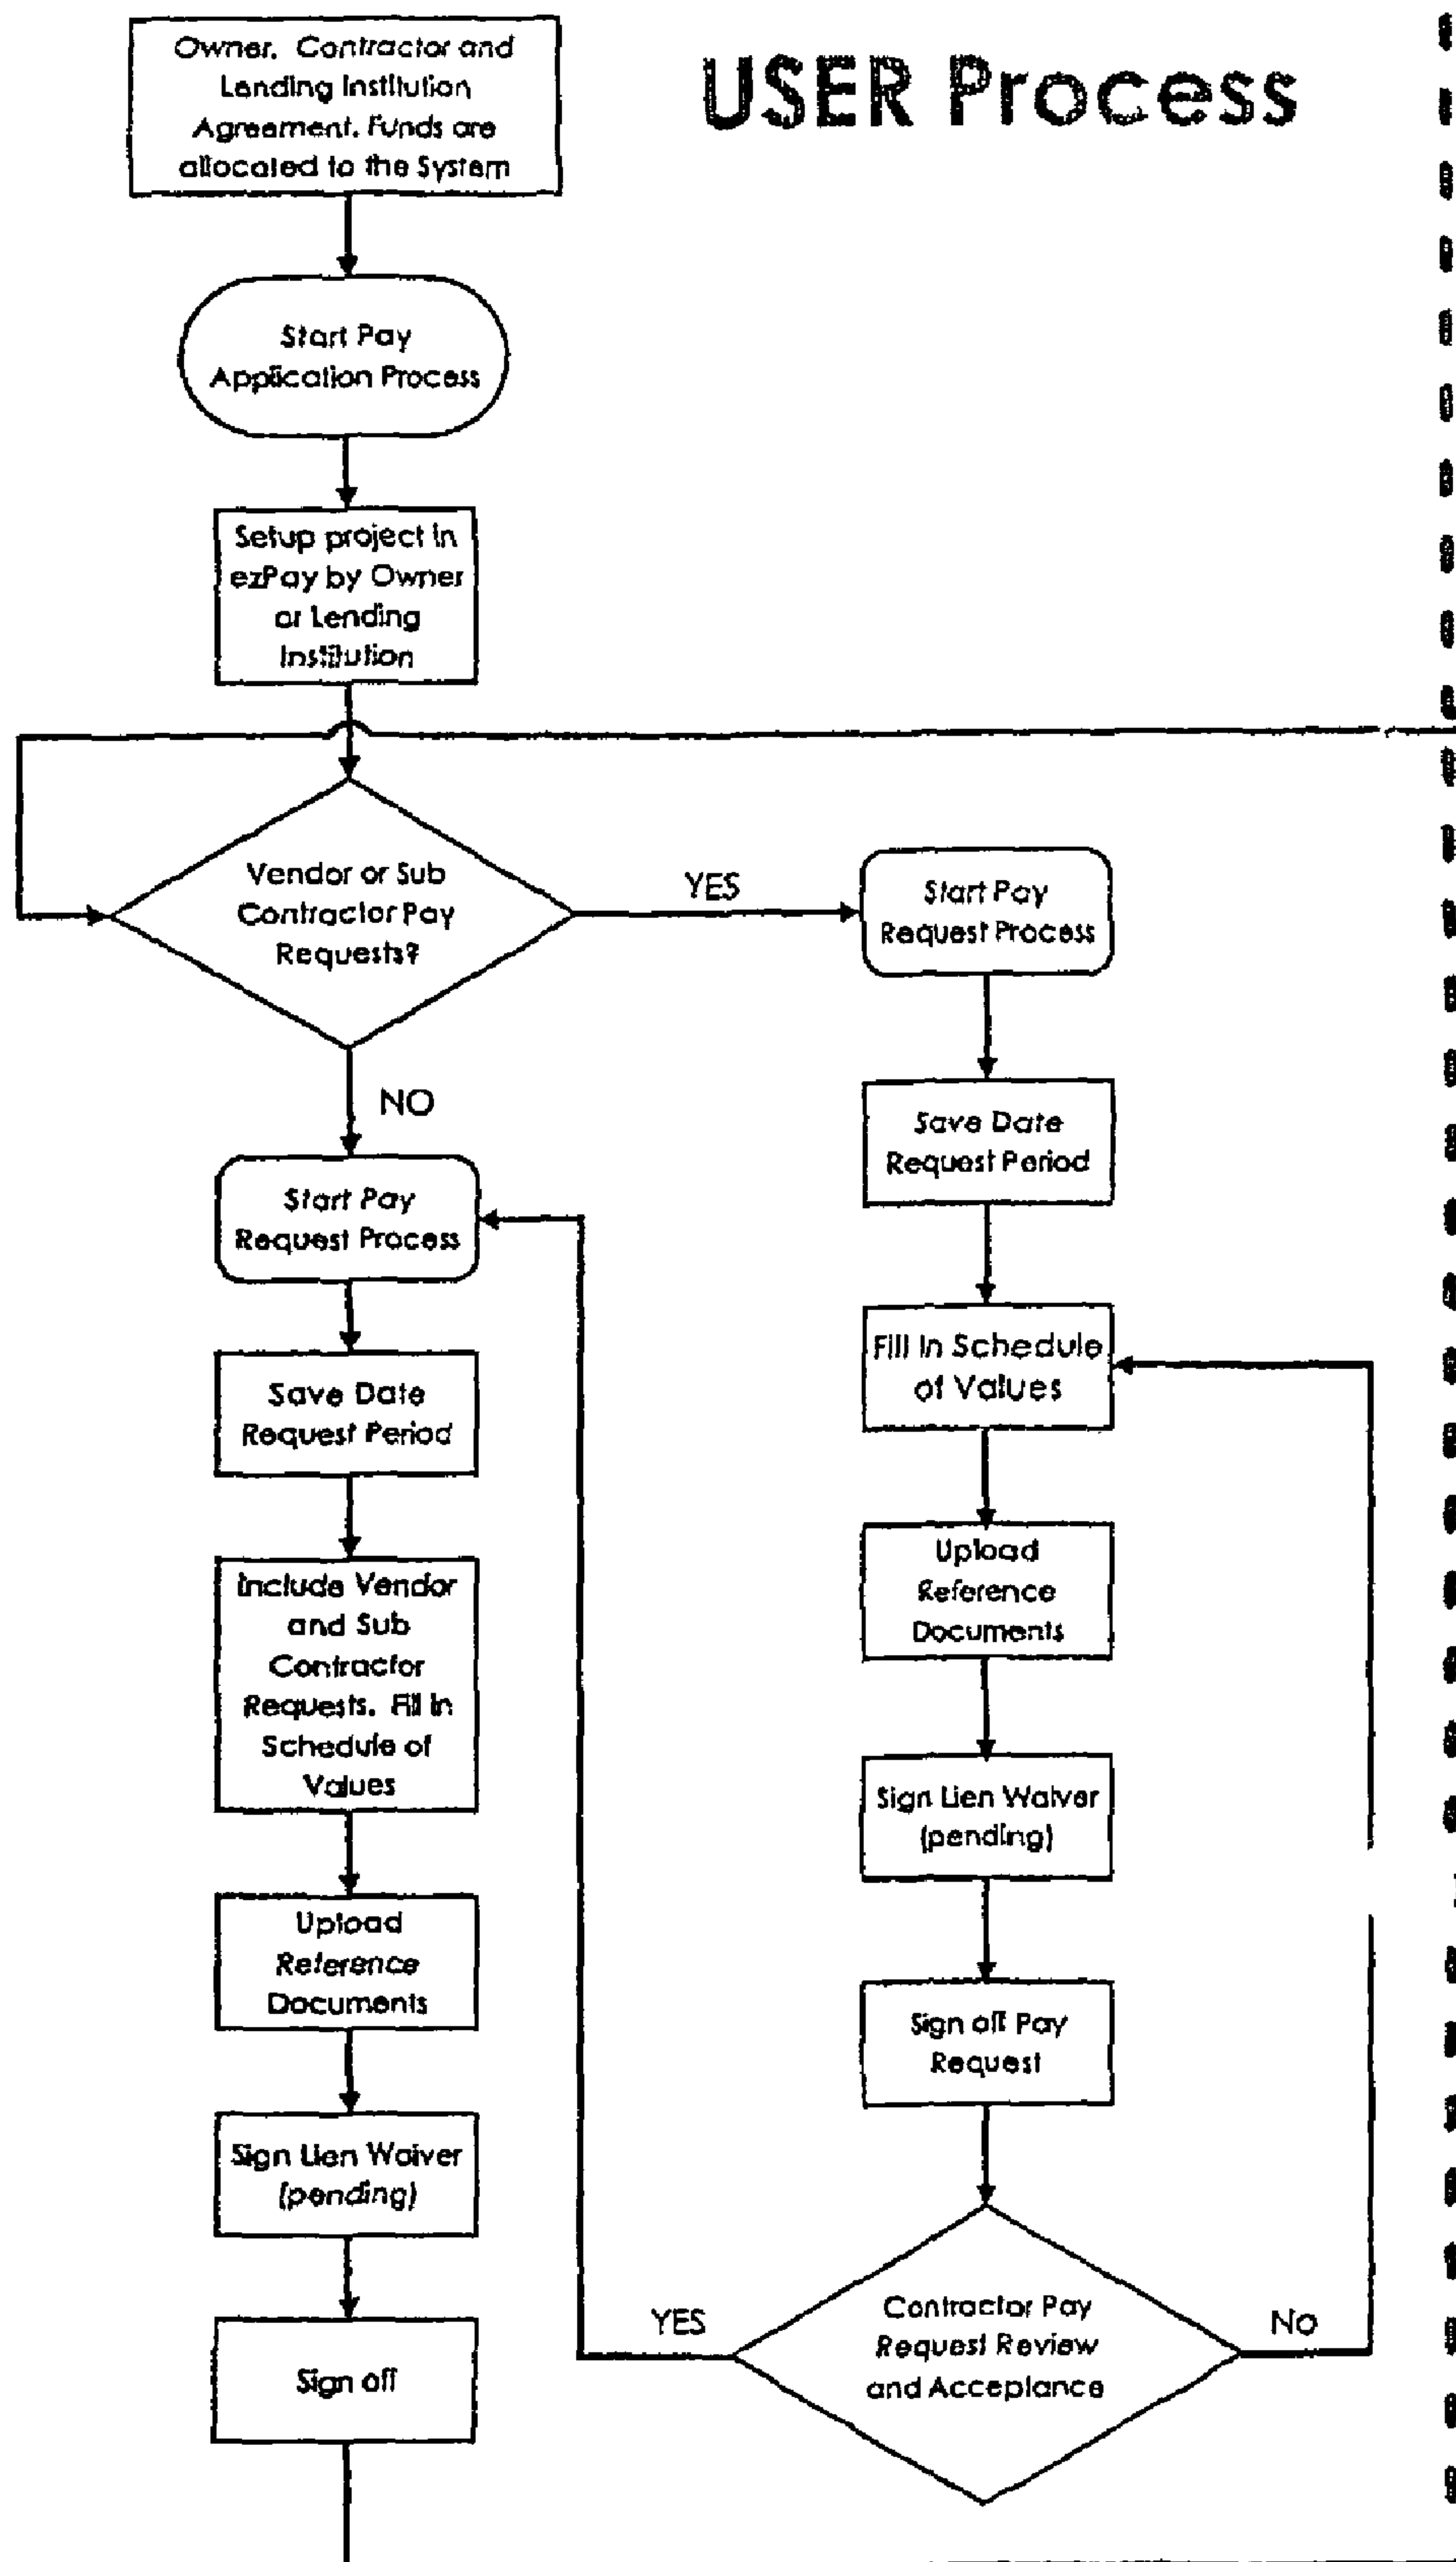 USER Process
Owner, Contractor and
Lending Institution
Agreement. Funds are
allocated to the System
Start Pay
Application Process
Setup project in
ezPay by Owner
or Lending
Institution
Vendor or Sub
Contractor Pay
Requests?
YES
NO
Start Pay
Request Process
Save Date
Request Period
Include Vendor
and Sub
Contractor
Requests. Fill in
Schedule of
Values
Upload
Reference
Documents
Sign Lien Waiver
(pending)
Sign off
Start Pay
Request Process
Save Date
Request Period
Fill In Schedule
of Values
Upload
Reference
Documents
Sign Lien Waiver
(pending)
Sign off Pay
Request
Contractor Pay
Request Review
and Acceptance
YES
No